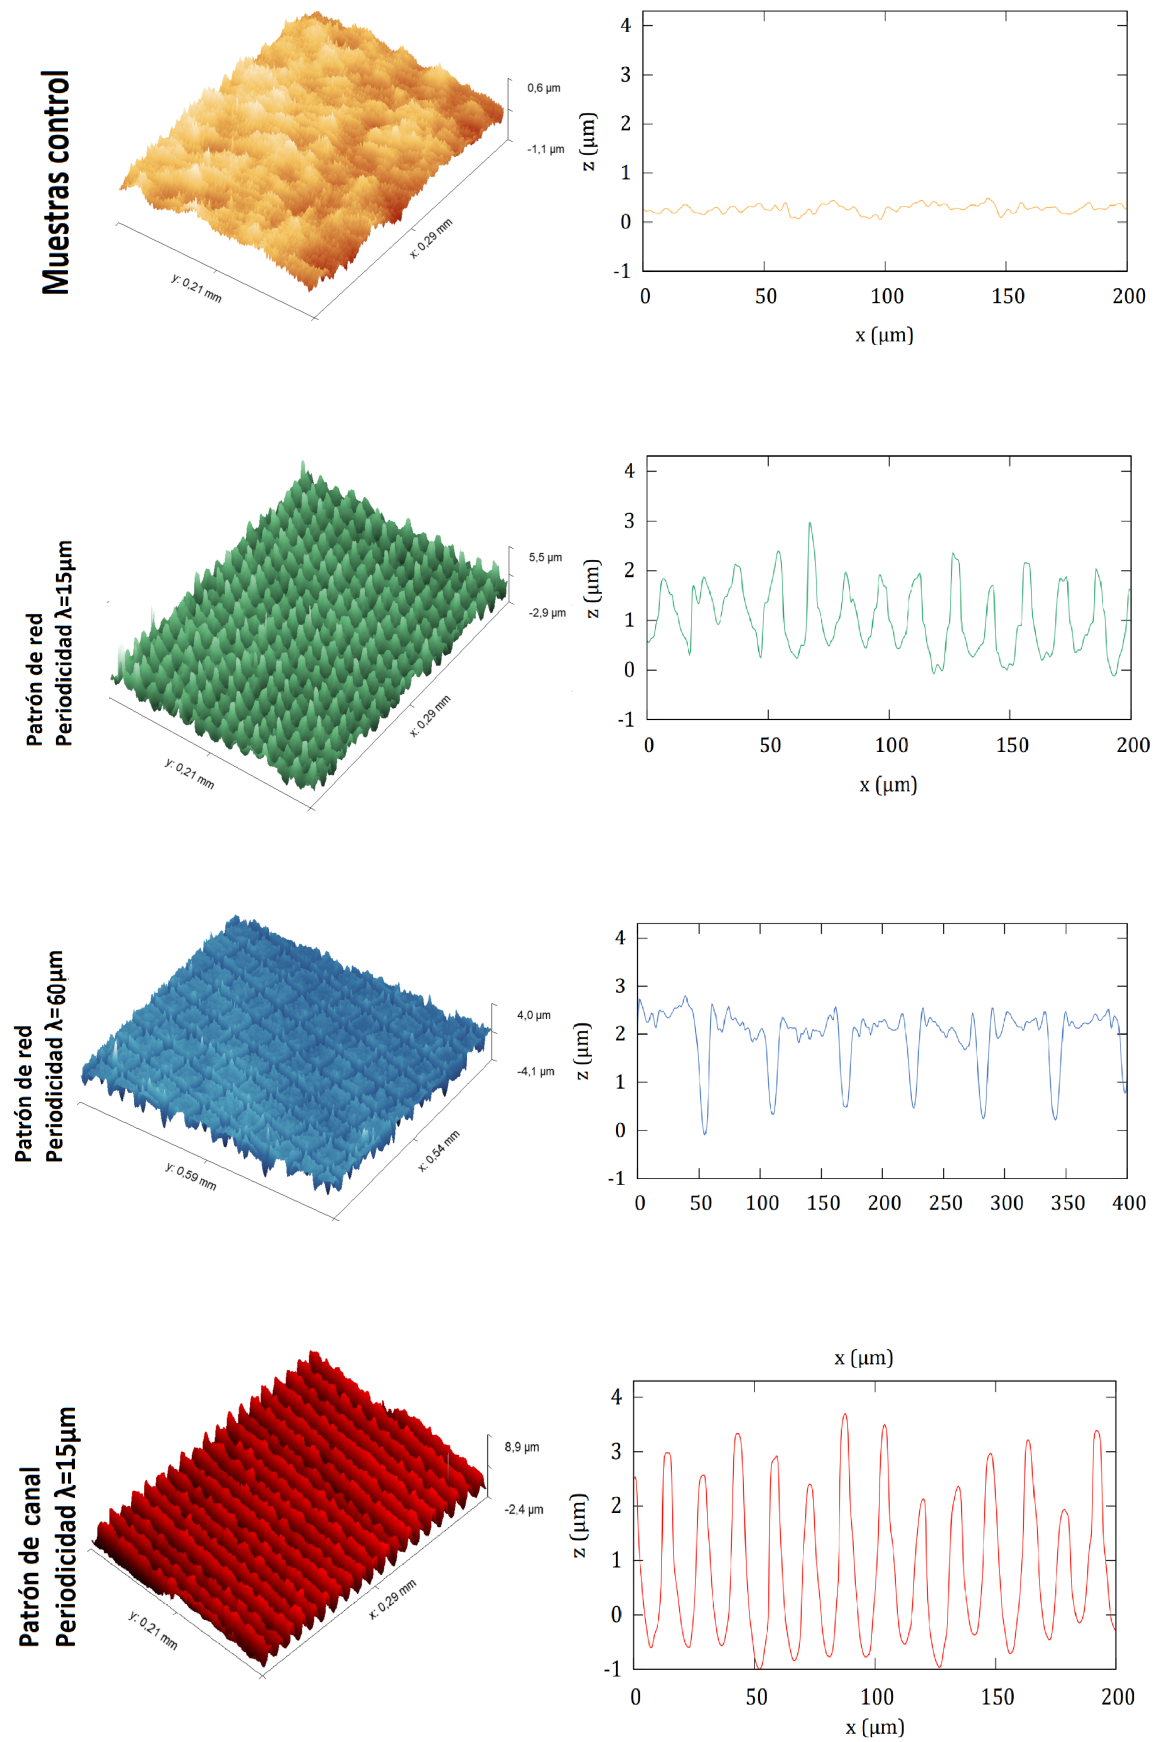 Muestras control
0,6 µm
-1,1 µm
x: 0,29 mm
y: 0,21 mm
4
3
2
1
0
-1
z (µm)
0 50 100 150 200
x (µm)
Patrón de red
Periodicidad λ=15µm
5,5 µm
-2,9 µm
x: 0,29 mm
y: 0,21 mm
4
3
2
1
0
-1
z (µm)
0 50 100 150 200
x (µm)
Patrón de red
Periodicidad λ=60µm
4,0 µm
-4,1 µm
x: 0,54 mm
y: 0,59 mm
4
3
2
1
0
-1
z (µm)
0 50 100 150 200 250 300 350 400
x (µm)
Patrón de canal
Periodicidad λ=15µm
8,9 µm
-2,4 µm
x: 0,29 mm
y: 0,21 mm
4
3
2
1
0
-1
z (µm)
0 50 100 150 200
x (µm)